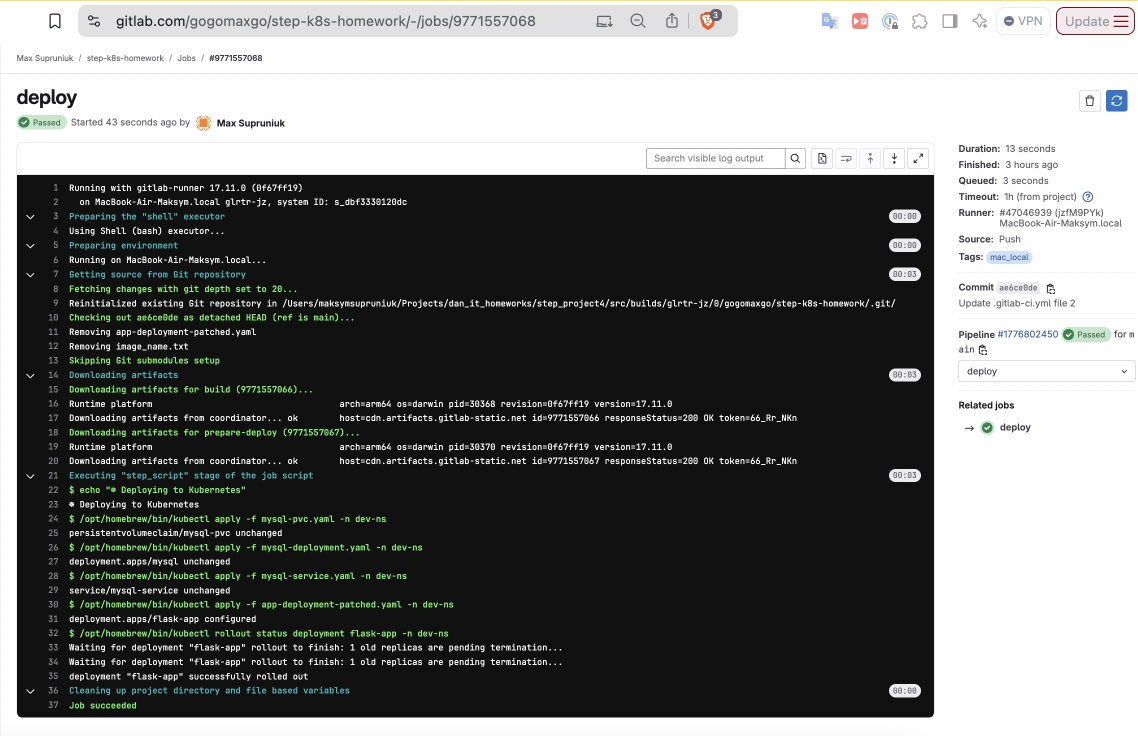 gitlab.com/gogomaxgo/step-k8s-homework/-/jobs/9771557068
3
VPN
Update
Max Supruniuk / step-k8s-homework / Jobs / #9771557068
deploy
Passed Started 43 seconds ago by Max Supruniuk
Search visible log output
1 Running with gitlab-runner 17.11.0 (0f67ff19)
2 on MacBook-Air-Maksym.local glrtr-jz, system ID: s_dbf3330120dc
3 Preparing the "shell" executor 00:00
4 Using Shell (bash) executor...
5 Preparing environment 00:00
6 Running on MacBook-Air-Maksym.local...
7 Getting source from Git repository 00:03
8 Fetching changes with git depth set to 20...
9 Reinitialized existing Git repository in /Users/maksymsupruniuk/Projects/dan_it_homeworks/step_project4/src/builds/glrtr-jz/0/gogomaxgo/step-k8s-homework/.git/
10 Checking out ae6ce0de as detached HEAD (ref is main)...
11 Removing app-deployment-patched.yaml
12 Removing image_name.txt
13 Skipping Git submodules setup
14 Downloading artifacts 00:03
15 Downloading artifacts for build (9771557066)...
16 Runtime platform arch=arm64 os=darwin pid=30368 revision=0f67ff19 version=17.11.0
17 Downloading artifacts from coordinator... ok host=cdn.artifacts.gitlab-static.net id=9771557066 responseStatus=200 OK token=66_Rr_NKn
18 Downloading artifacts for prepare-deploy (9771557067)...
19 Runtime platform arch=arm64 os=darwin pid=30370 revision=0f67ff19 version=17.11.0
20 Downloading artifacts from coordinator... ok host=cdn.artifacts.gitlab-static.net id=9771557067 responseStatus=200 OK token=66_Rr_NKn
21 Executing "step_script" stage of the job script 00:03
22 $ echo "☸ Deploying to Kubernetes"
23 ☸ Deploying to Kubernetes
24 $ /opt/homebrew/bin/kubectl apply -f mysql-pvc.yaml -n dev-ns
25 persistentvolumeclaim/mysql-pvc unchanged
26 $ /opt/homebrew/bin/kubectl apply -f mysql-deployment.yaml -n dev-ns
27 deployment.apps/mysql unchanged
28 $ /opt/homebrew/bin/kubectl apply -f mysql-service.yaml -n dev-ns
29 service/mysql-service unchanged
30 $ /opt/homebrew/bin/kubectl apply -f app-deployment-patched.yaml -n dev-ns
31 deployment.apps/flask-app configured
32 $ /opt/homebrew/bin/kubectl rollout status deployment flask-app -n dev-ns
33 Waiting for deployment "flask-app" rollout to finish: 1 old replicas are pending termination...
34 Waiting for deployment "flask-app" rollout to finish: 1 old replicas are pending termination...
35 deployment "flask-app" successfully rolled out
36 Cleaning up project directory and file based variables 00:00
37 Job succeeded
Duration: 13 seconds
Finished: 3 hours ago
Queued: 3 seconds
Timeout: 1h (from project)
Runner: #47046939 (jzfM9PYk)
MacBook-Air-Maksym.local
Source: Push
Tags: mac_local
Commit ae6ce0de
Update .gitlab-ci.yml file 2
Pipeline #1776802450 Passed for m
ain
deploy
Related jobs
→ deploy